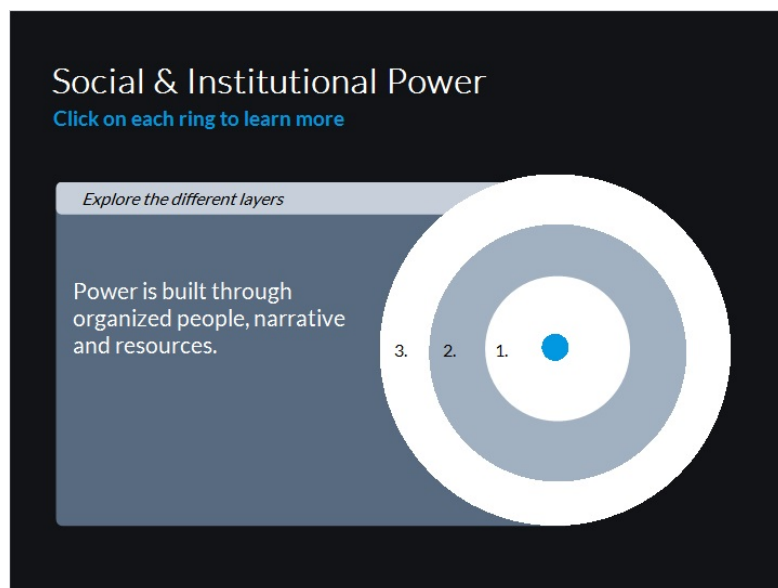 Social & Institutional Power
Click on each ring to learn more
Explore the different layers
Power is built through
organized people, narrative
and resources.
3. 2. 1.